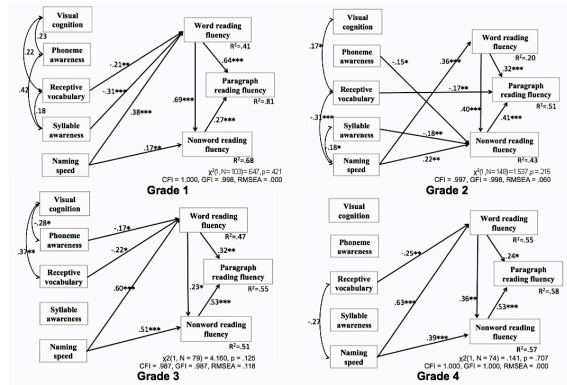 Visual
cognition
.23
.22
Phoneme
awareness
.42
Receptive
vocabulary
.18
Syllable
awareness
Naming
speed
-.21**
-.31***
.38***
.17**
Word reading
fluency
R²=.41
.64***
Paragraph
reading fluency
R²=.81
.69***
.27***
Nonword reading
fluency
R²=.68
χ²(1,N=103)=.647,p=.421
CFI = 1.000, GFI = .998, RMSEA = .000
Grade 1
Visual
cognition
.17*
Phoneme
awareness
Receptive
vocabulary
-.31***
Syllable
awareness
.18*
Naming
speed
-.15*
.36***
-.17**
-.18**
.22**
Word reading
fluency
R²=.20
.32***
Paragraph
reading fluency
R²=.51
.40***
.41***
Nonword reading
fluency
R²=.43
χ²(1,N=148)=1.537,p=.215
CFI = .997, GFI = .998, RMSEA = .060
Grade 2
Visual
cognition
-.28*
Phoneme
awareness
.37**
Receptive
vocabulary
Syllable
awareness
Naming
speed
-.17*
-.22*
.60***
.51***
Word reading
fluency
R²=.47
.32**
Paragraph
reading fluency
R²=.55
.23*
.53***
Nonword reading
fluency
R²=.51
χ2(1, N = 79) = 4.160, p = .125
CFI = .987, GFI = .987, RMSEA = .118
Grade 3
Visual
cognition
Phoneme
awareness
Receptive
vocabulary
-.27
Syllable
awareness
Naming
speed
-.25**
.63***
.39***
Word reading
fluency
R²=.55
.24*
Paragraph
reading fluency
R²=.58
.36**
.53***
Nonword reading
fluency
R²=.57
χ2(1, N = 74) = .141, p = .707
CFI = 1.000, GFI = 1.000, RMSEA = .000
Grade 4